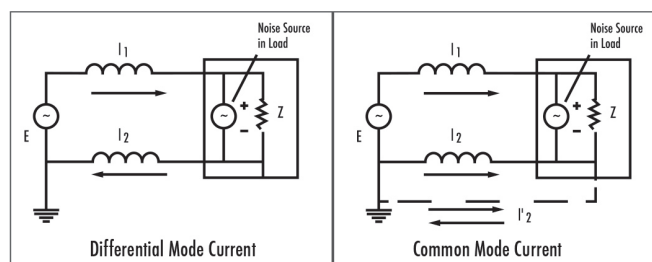 Noise Source
in Load
I1
~
E
~
+
−
Z
I2
Differential Mode Current
Noise Source
in Load
I1
~
E
~
+
−
Z
I2
I'2
Common Mode Current